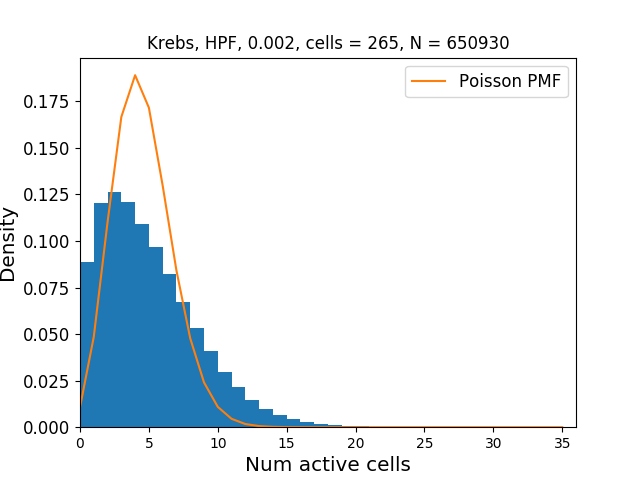 Krebs, HPF, 0.002, cells = 265, N = 650930
Poisson PMF
Density
0.175
0.150
0.125
0.100
0.075
0.050
0.025
0.000
0 5 10 15 20 25 30 35
Num active cells